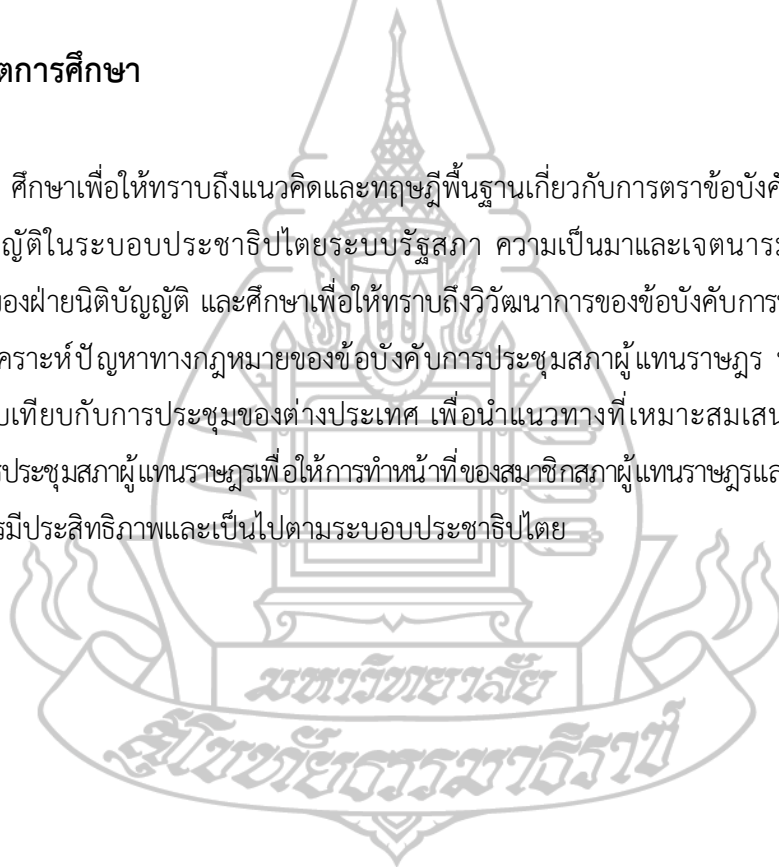 ตการศึกษา
ศึกษาเพื่อให้ทราบถึงแนวคิดและทฤษฎีพื้นฐานเกี่ยวกับการตราข้อบังคั
ญัติในระบอบประชาธิปไตยระบบรัฐสภา ความเป็นมาและเจตนารม
ของฝ่ายนิติบัญญัติ และศึกษาเพื่อให้ทราบถึงวิวัฒนาการของข้อบังคับการป
เคราะห์ปัญหาทางกฎหมายของข้อบังคับการประชุมสภาผู้แทนราษฎร
บเทียบกับการประชุมของต่างประเทศ เพื่อนำแนวทางที่เหมาะสมเสน
รประชุมสภาผู้แทนราษฎรเพื่อให้การทำหน้าที่ของสมาชิกสภาผู้แทนราษฎรและ
รมีประสิทธิภาพและเป็นไปตามระบอบประชาธิปไตย
มหาวิทยาลัย
สุโขทัยธรรมาธิราช